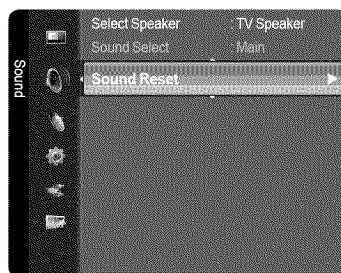 Sound
Select Speaker : TV Speaker
Sound Select : Main
Sound Reset